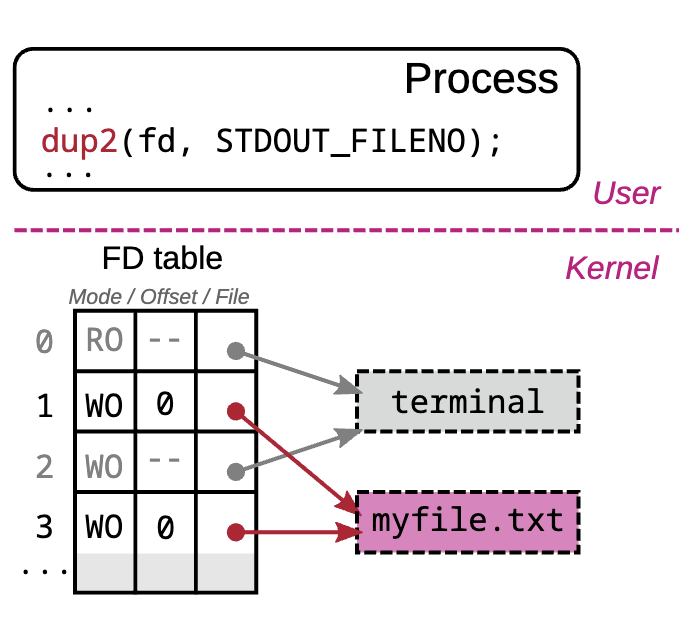 Process
...
dup2(fd, STDOUT_FILENO);
...
User
Kernel
FD table
Mode / Offset / File
0 RO --
1 WO 0
terminal
2 WO --
3 WO 0
myfile.txt
...